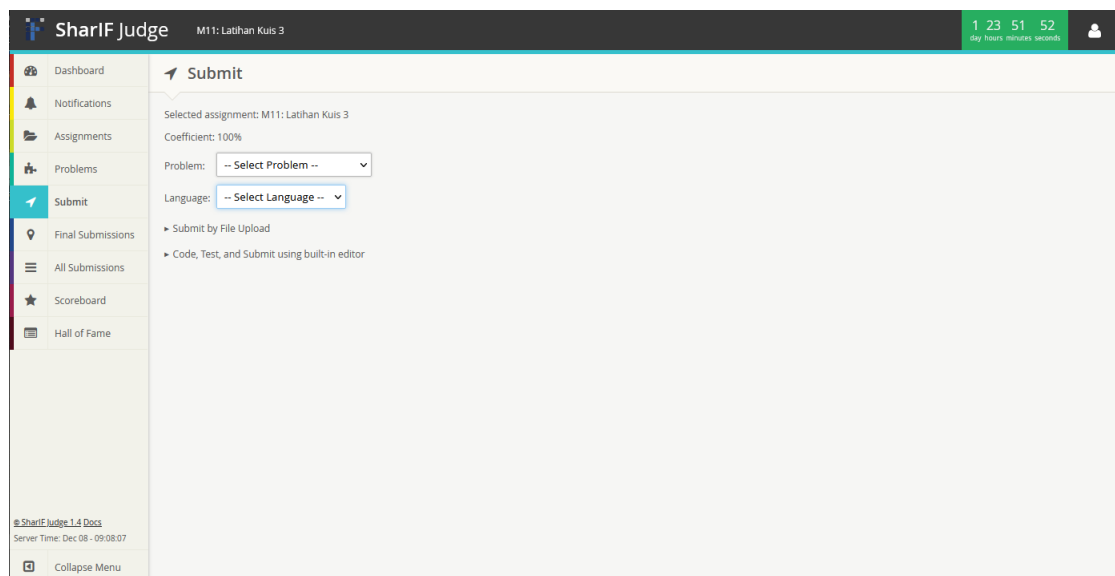 SharIF Judge M11: Latihan Kuis 3
1 23 51 52
day hours minutes seconds
Dashboard
Notifications
Assignments
Problems
Submit
Final Submissions
All Submissions
Scoreboard
Hall of Fame
© SharIF Judge 1.4 Docs
Server Time: Dec 08 - 09:08:07
Collapse Menu
Submit
Selected assignment: M11: Latihan Kuis 3
Coefficient: 100%
Problem: -- Select Problem --
Language: -- Select Language --
▸ Submit by File Upload
▸ Code, Test, and Submit using built-in editor